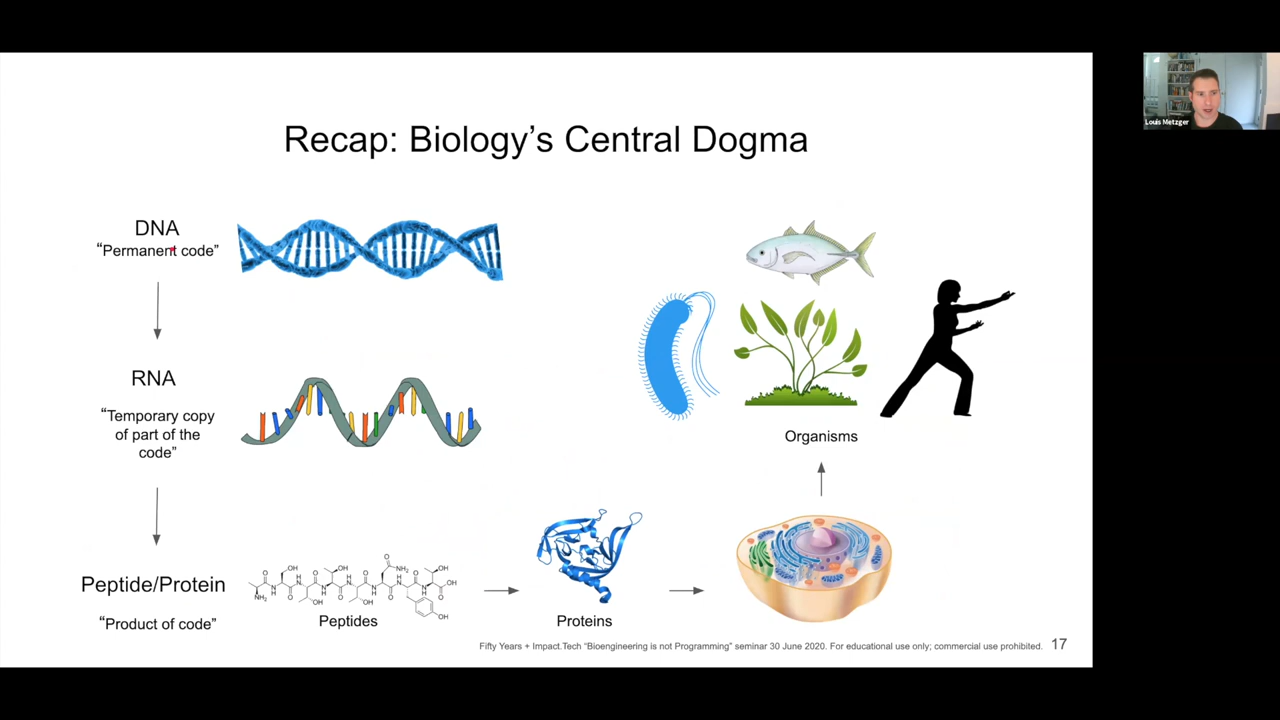 Louis Metzger
Recap: Biology's Central Dogma
DNA
“Permanent code”
RNA
“Temporary copy
of part of the
code”
Peptide/Protein
“Product of code”
OH
O
NH₂
N
H
Peptides
Proteins
Organisms
Fifty Years + Impact.Tech “Bioengineering is not Programming” seminar 30 June 2020. For educational use only; commercial use prohibited.
17